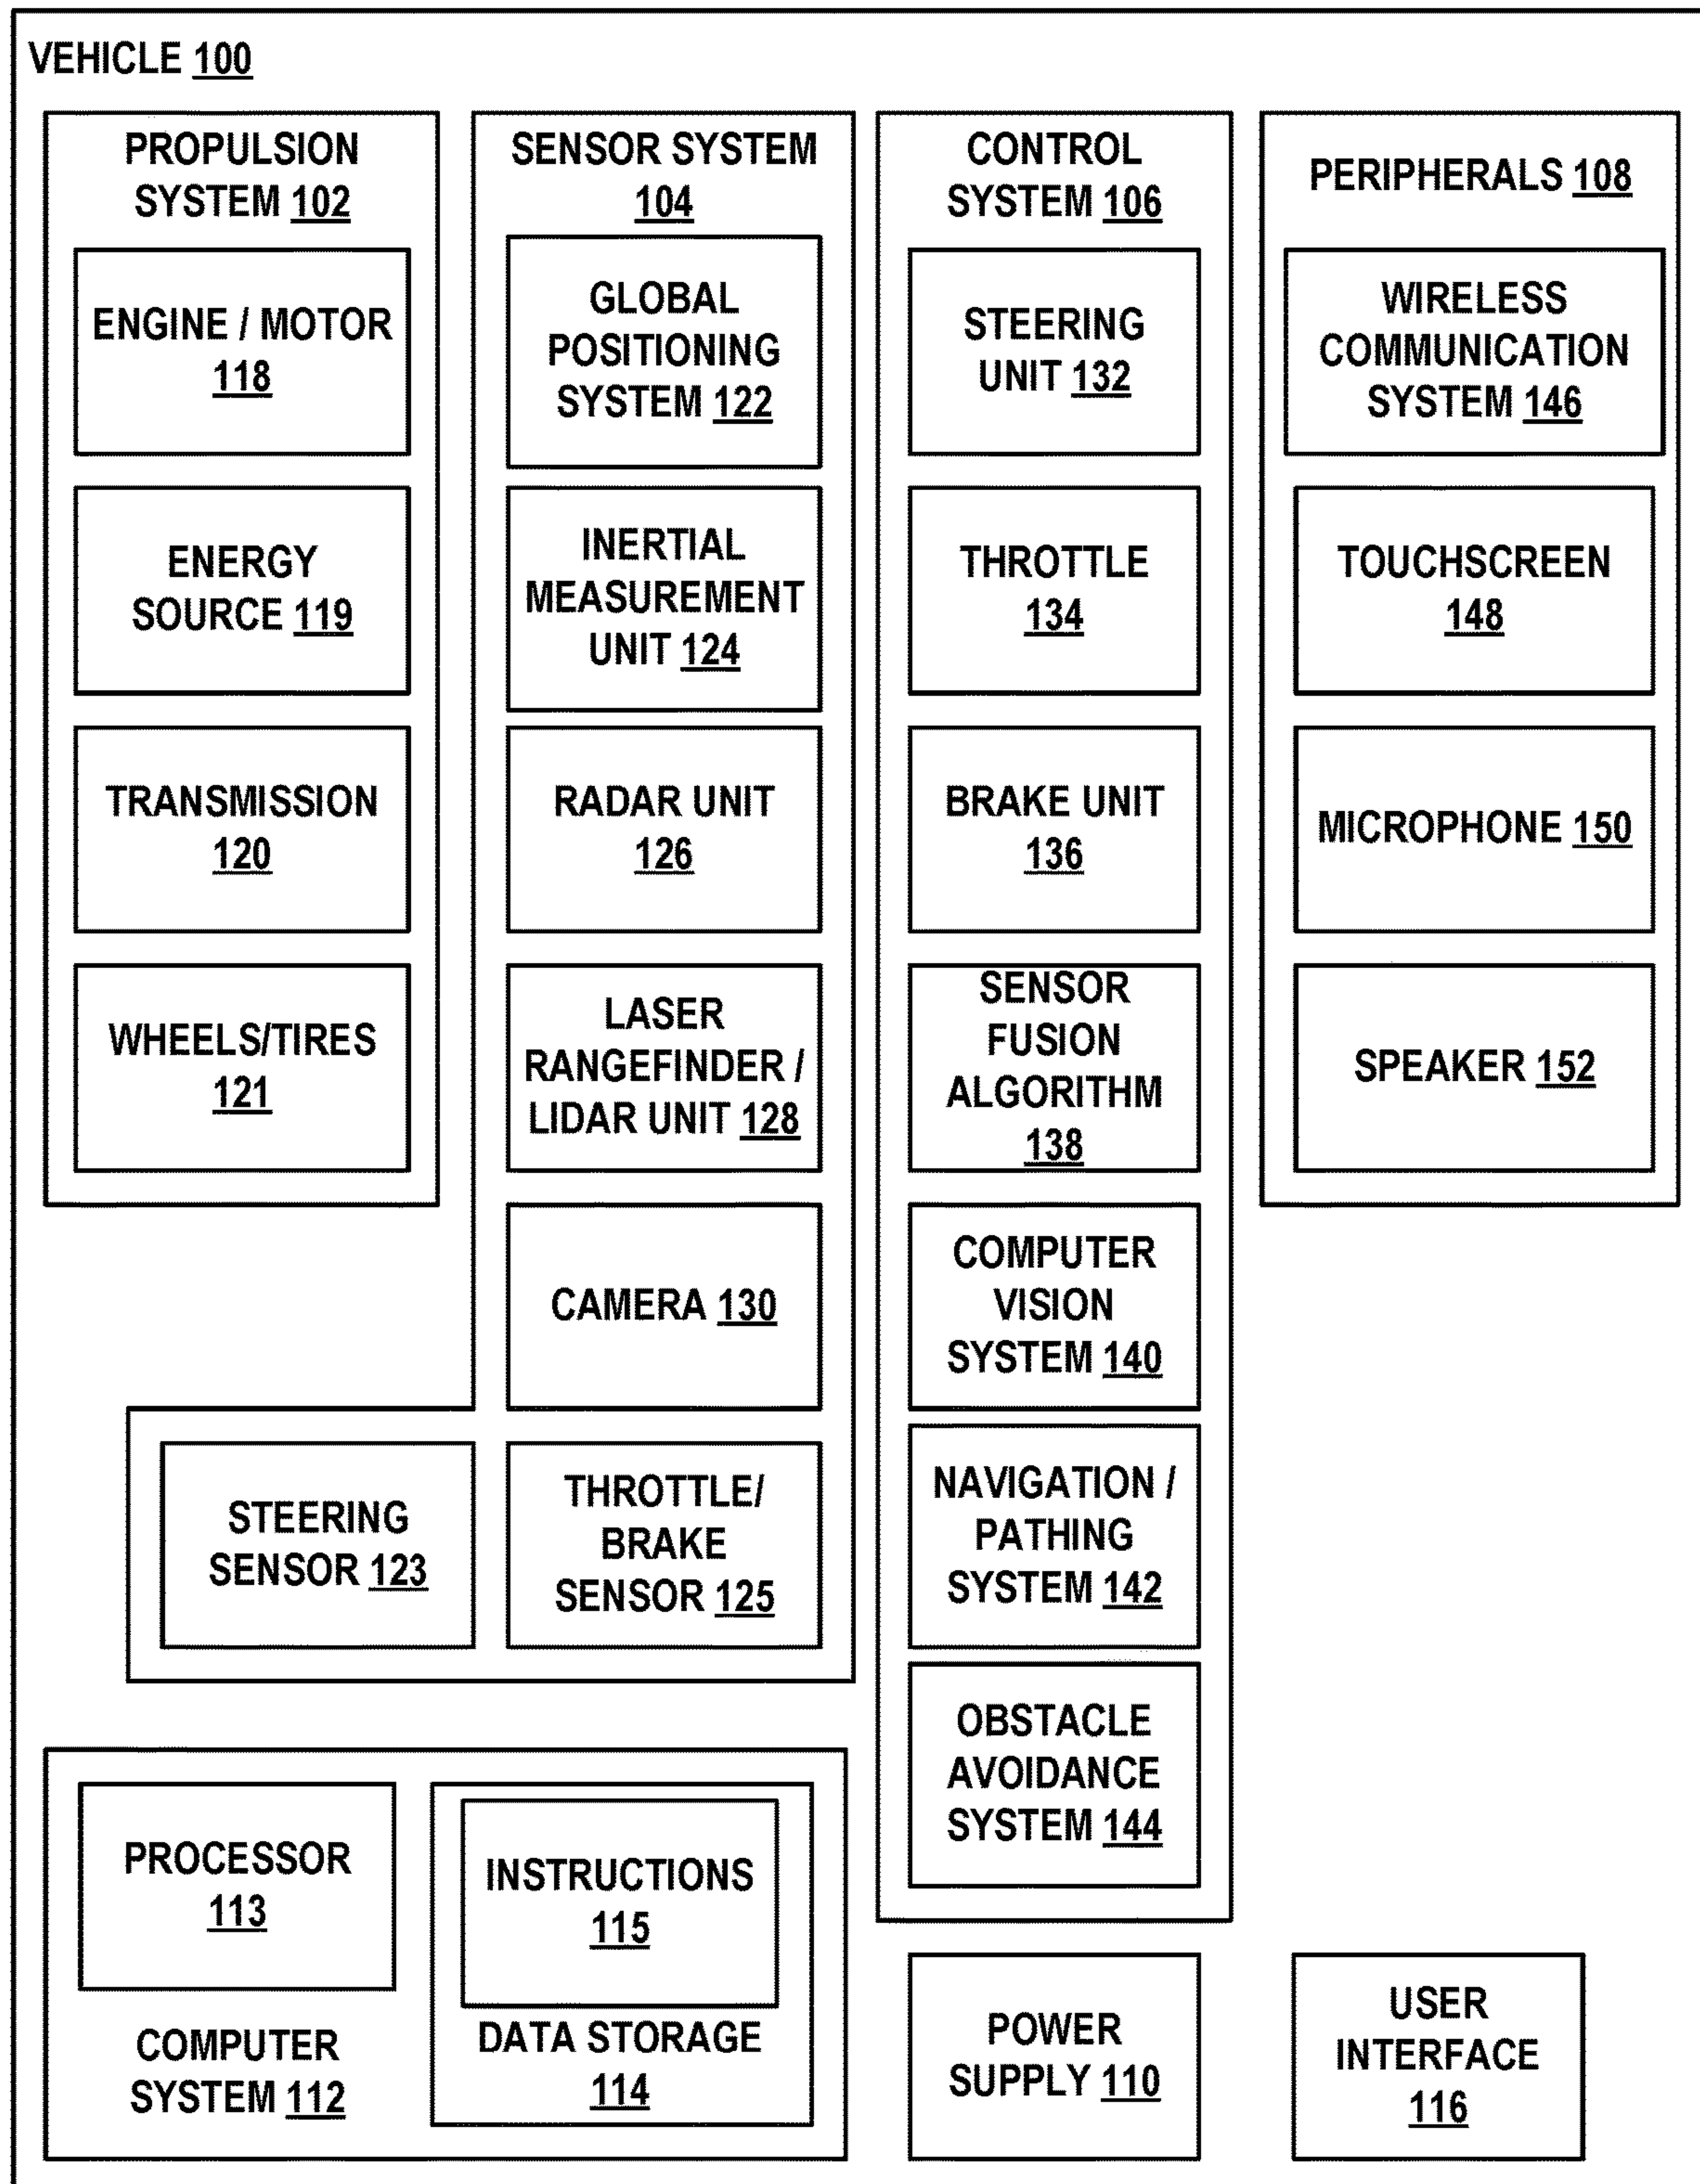 VEHICLE 100
PROPULSION
SYSTEM 102
ENGINE / MOTOR
118
ENERGY
SOURCE 119
TRANSMISSION
120
WHEELS/TIRES
121
SENSOR SYSTEM
104
GLOBAL
POSITIONING
SYSTEM 122
INERTIAL
MEASUREMENT
UNIT 124
RADAR UNIT
126
LASER
RANGEFINDER /
LIDAR UNIT 128
CAMERA 130
STEERING
SENSOR 123
THROTTLE/
BRAKE
SENSOR 125
CONTROL
SYSTEM 106
STEERING
UNIT 132
THROTTLE
134
BRAKE UNIT
136
SENSOR
FUSION
ALGORITHM
138
COMPUTER
VISION
SYSTEM 140
NAVIGATION /
PATHING
SYSTEM 142
OBSTACLE
AVOIDANCE
SYSTEM 144
PERIPHERALS 108
WIRELESS
COMMUNICATION
SYSTEM 146
TOUCHSCREEN
148
MICROPHONE 150
SPEAKER 152
PROCESSOR
113
COMPUTER
SYSTEM 112
INSTRUCTIONS
115
DATA STORAGE
114
POWER
SUPPLY 110
USER
INTERFACE
116